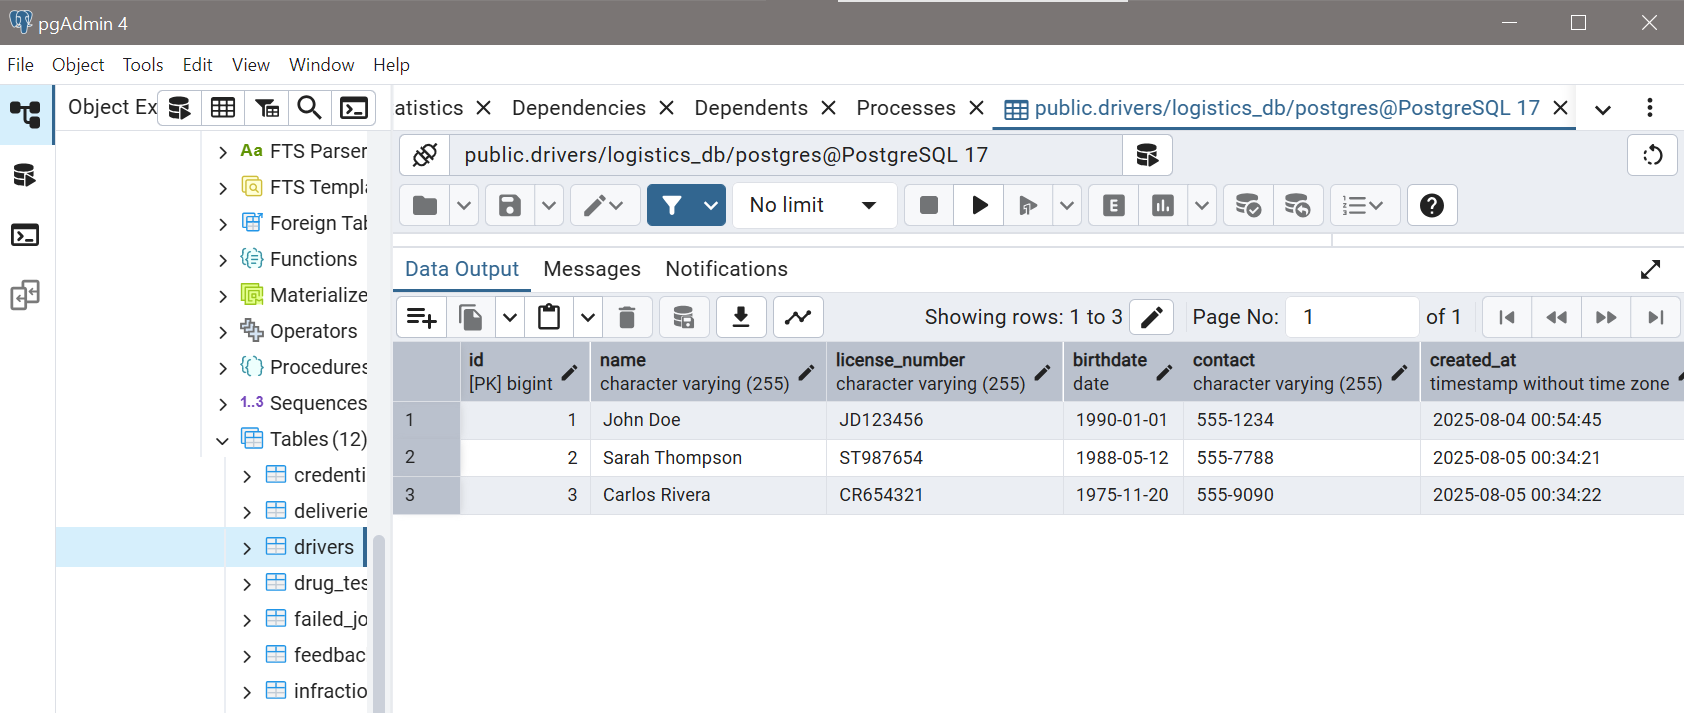 pgAdmin 4
File Object Tools Edit View Window Help
Object Ex
atistics Dependencies Dependents Processes public.drivers/logistics_db/postgres@PostgreSQL 17
public.drivers/logistics_db/postgres@PostgreSQL 17
No limit
E
Data Output Messages Notifications
Showing rows: 1 to 3 Page No: 1 of 1
Aa FTS Parser
FTS Templa
Foreign Tab
Functions
Materialize
Operators
Procedures
1..3 Sequences
Tables (12)
credenti
deliverie
drivers
drug_tes
failed_jo
feedbac
infractio
id name license_number birthdate contact created_at
[PK] bigint character varying (255) character varying (255) date character varying (255) timestamp without time zone
1 1 John Doe JD123456 1990-01-01 555-1234 2025-08-04 00:54:45
2 2 Sarah Thompson ST987654 1988-05-12 555-7788 2025-08-05 00:34:21
3 3 Carlos Rivera CR654321 1975-11-20 555-9090 2025-08-05 00:34:22